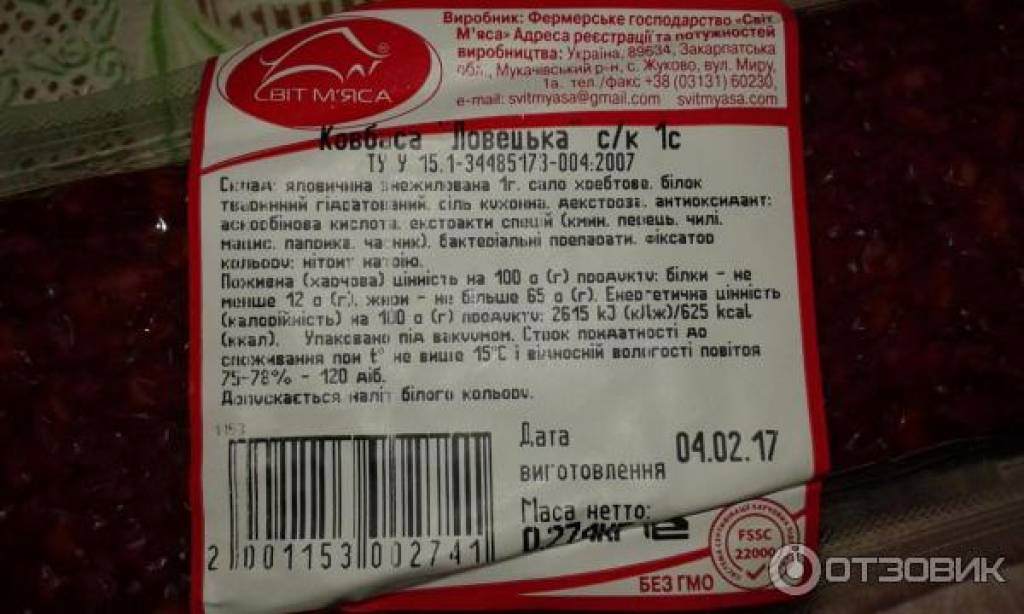 Виробник: Фермерське господарство «Світ
М'яса» Адреса реєстрації та потужностей
виробництва: Україна, 89634, Закарпатська
обл., Мукачівський р-н, с. Жуково, вул. Миру,
1а. тел./факс +38 (03131) 60230,
e-mail: svitmyasa@gmail.com svitmyasa.com
®
СВІТ М'ЯСА
Ковбаса "Ловецька" с/к 1с
ТУ У 15.1-34485173-004:2007
Склад: яловичина знежилована 1г. сало хребтове. білок
тваринний гідратований. сіль кухонна. декстроза. антиоксидант:
аскорбінова кислота. екстракти спецій (кмин. перець. чилі.
мацис. паприка. часник). бактеріальні препарати. фіксатор
кольору: нітрит натрію.
Поживна (харчова) цінність на 100 g (г) продукту: білки - не
менше 12 g (г). жири - не більше 65 g (г). Енергетична цінність
(калорійність) на 100 g (г) продукту: 2615 kJ (кДж)/625 kcal
(ккал). Упаковано під вакуумом. Строк придатності до
споживання при t° не вище 15°С і відносній вологості повітря
75-78% - 120 діб.
Допускається наліт білого кольору.
1153
Дата
виготовлення 04.02.17
Маса нетто:
0.274кг
2 001153 002741
FSSC
22000
БЕЗ ГМО
ОТЗОВИК